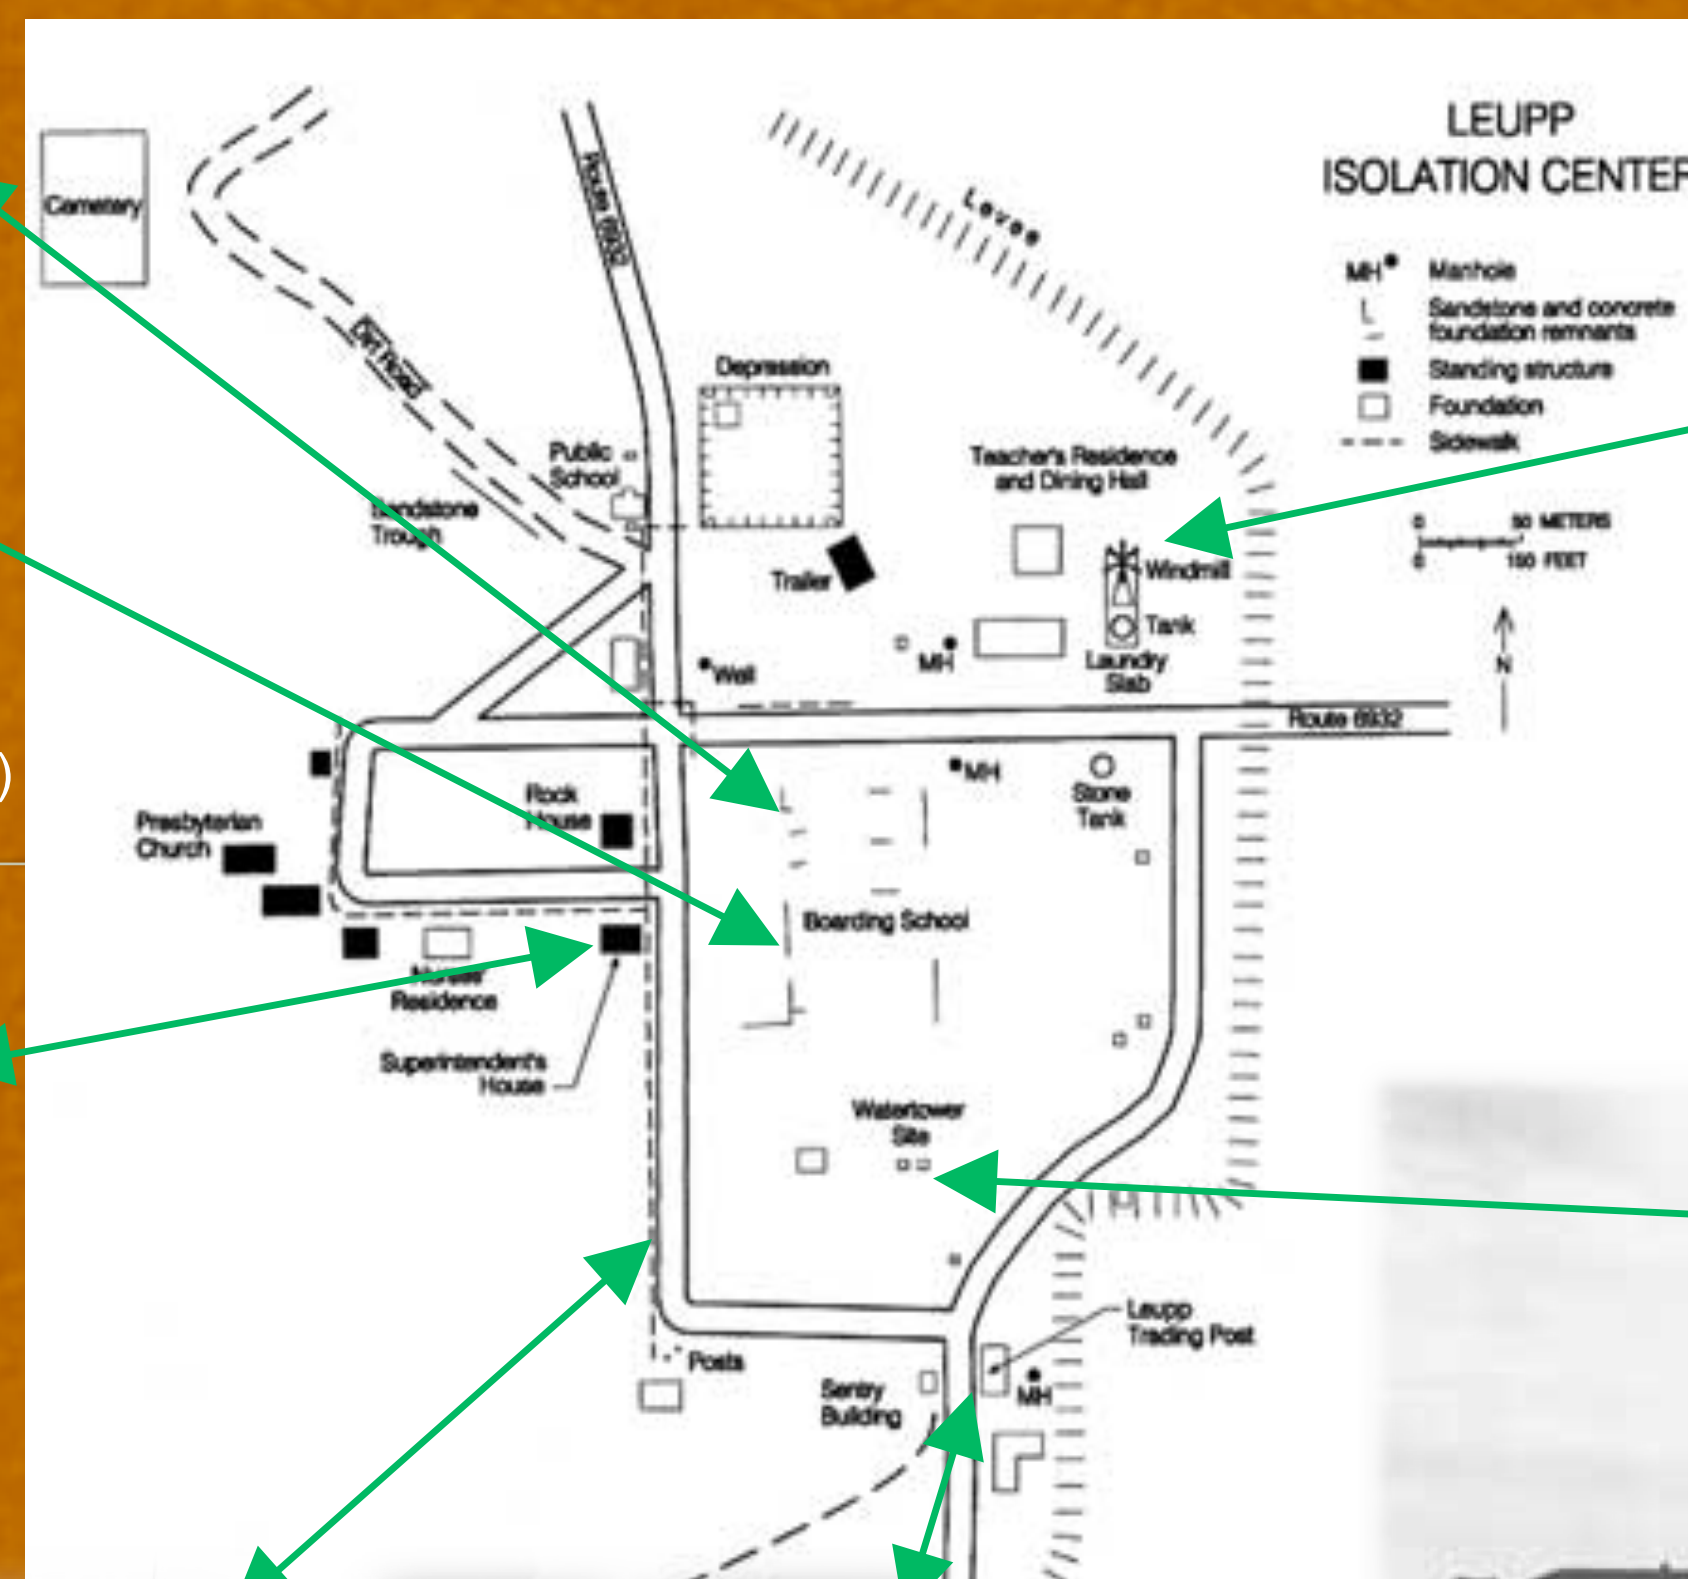 LEUPP
ISOLATION CENTER
Cemetery
Route 6932
Levee
MH Manhole
Sandstone and concrete
foundation remnants
Standing structure
Foundation
Sidewalk
Dirt Road
Depression
Public
School
Teacher's Residence
and Dining Hall
Sandstone
Trough
0 50 METERS
0 150 FEET
Trailer
Windmill
Tank
N
Well
MH
Laundry
Slab
Route 6932
)
MH
Rock
House
Stone
Tank
Presbyterian
Church
Boarding School
Nurses'
Residence
Superintendent's
House
Watertower
Site
Leupp
Trading Post
Posts
Sentry
Building
MH